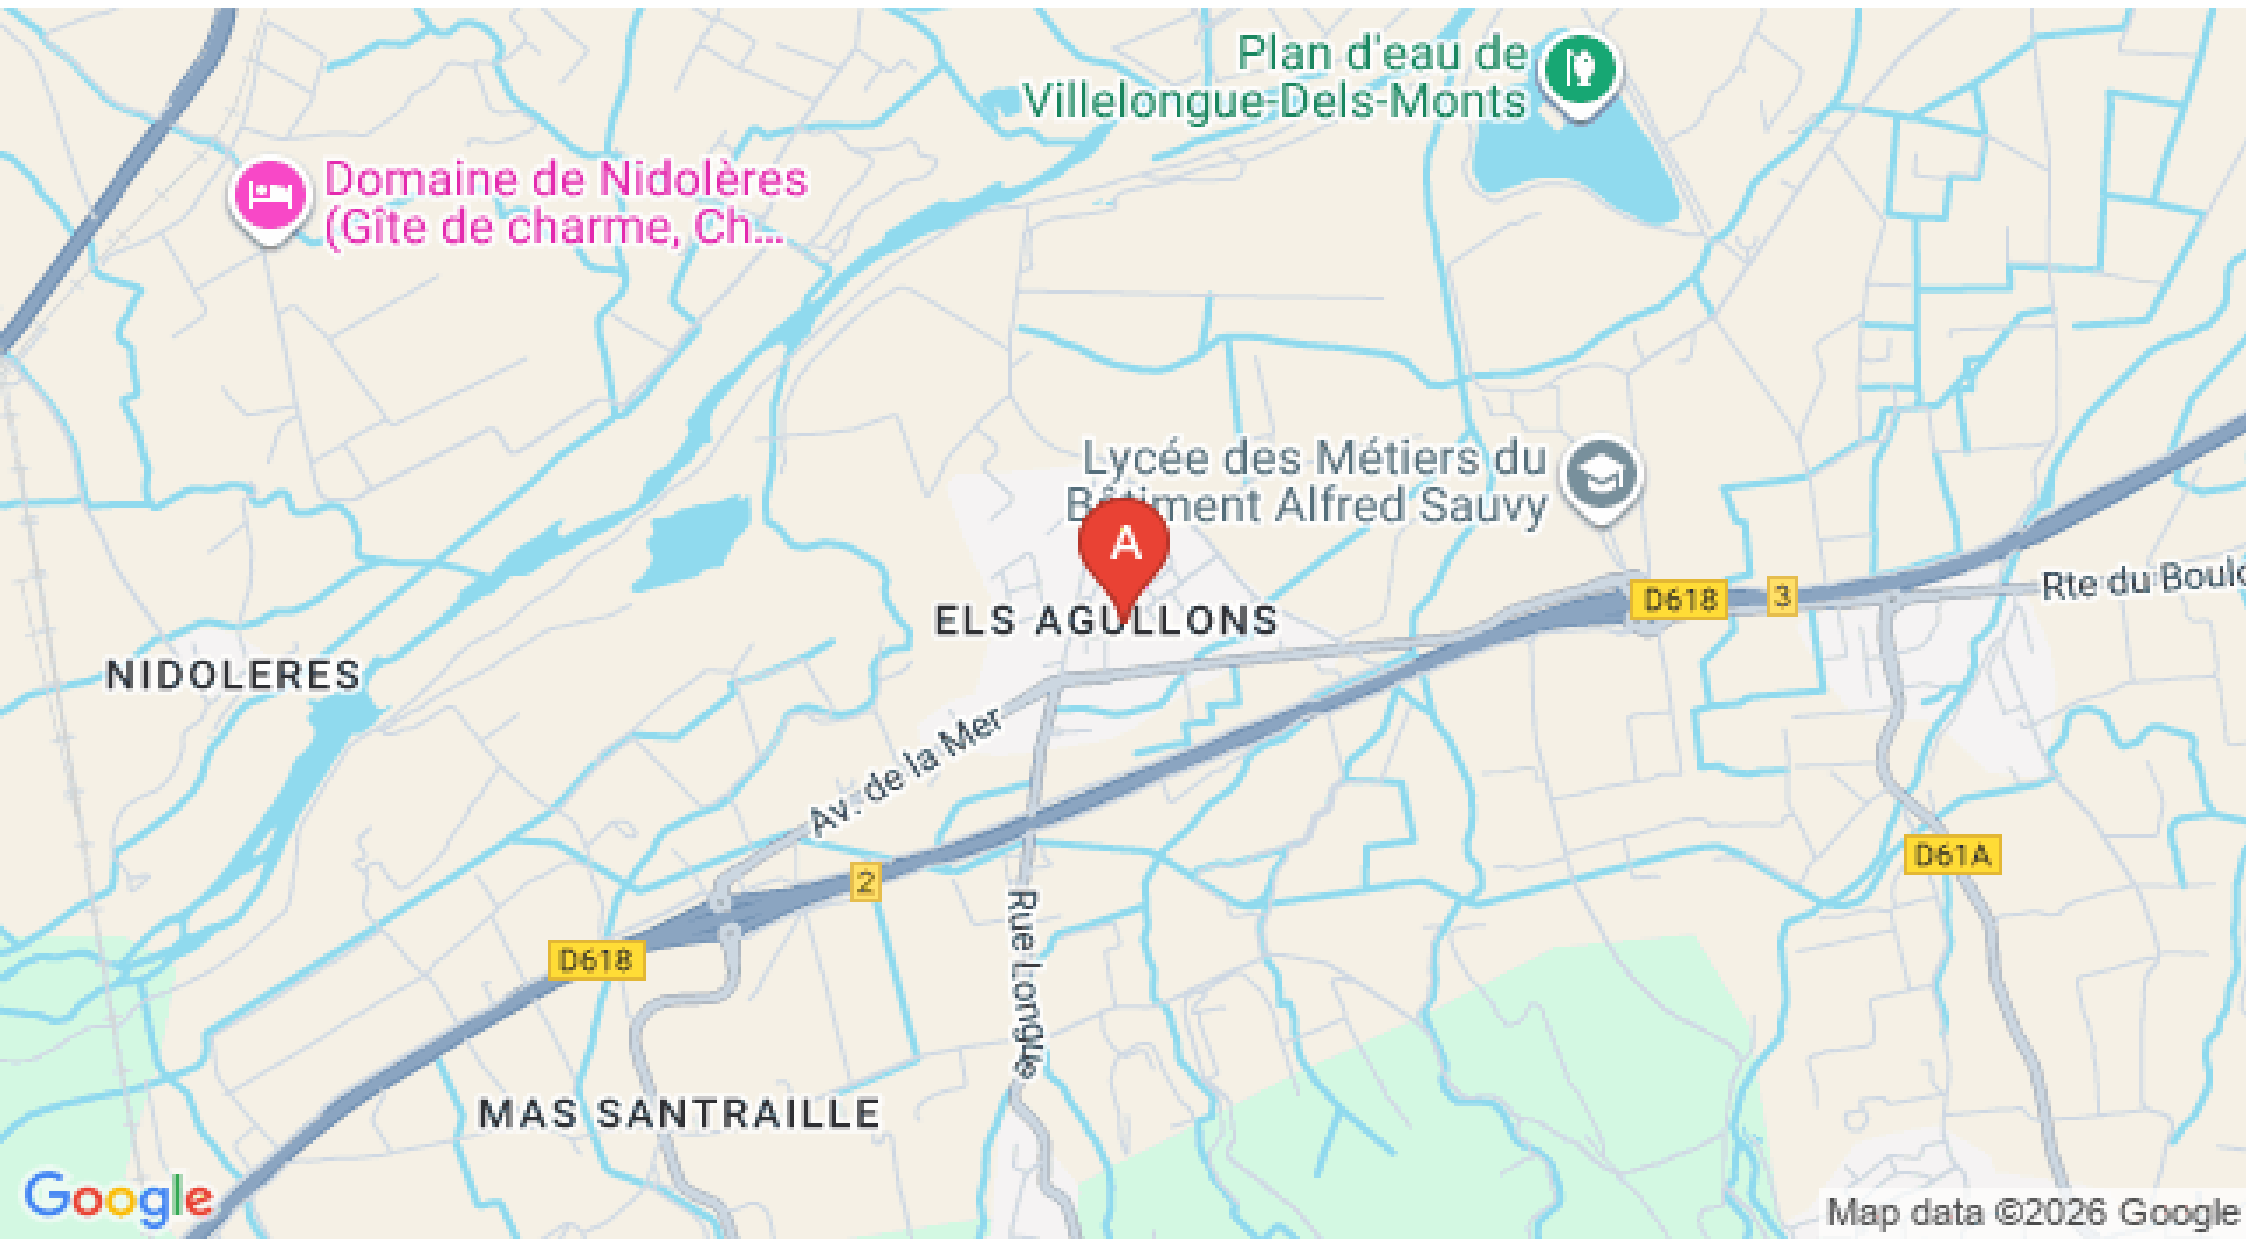 Plan d'eau de
Villelongue-Dels-Monts
Domaine de Nidolères
(Gîte de charme, Ch...
Lycée des Métiers du
Bâtiment Alfred Sauvy
A
ELS AGULLONS
D618
3
Rte du Boulo
NIDOLERES
Av. de la Mer
D61A
2
Rue Longue
D618
MAS SANTRAILLE
Google
Map data ©2026 Google